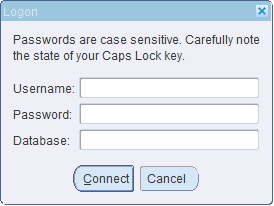 Logon
Passwords are case sensitive. Carefully note
the state of your Caps Lock key.
Username:
Password:
Database:
Connect Cancel